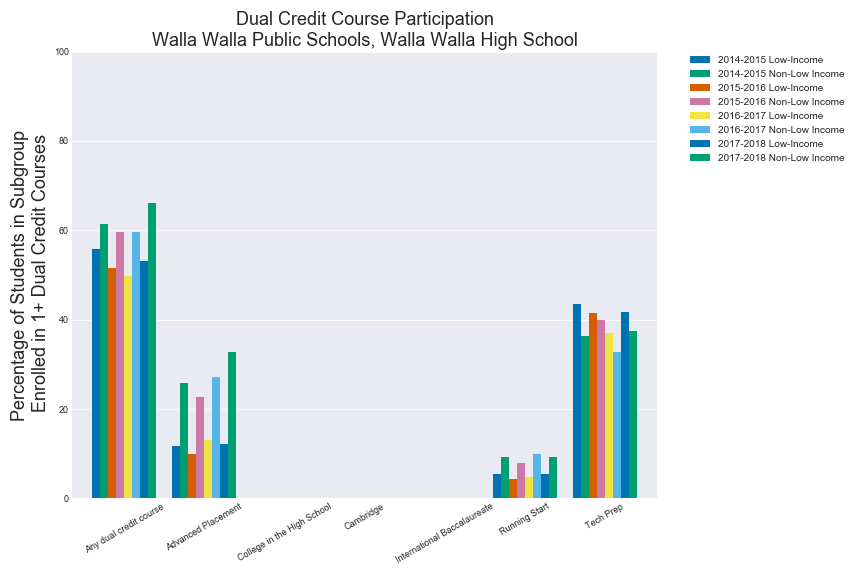 Dual Credit Course Participation
Walla Walla Public Schools, Walla Walla High School
Percentage of Students in Subgroup
Enrolled in 1+ Dual Credit Courses
100
80
60
40
20
0
Any dual credit course
Advanced Placement
College in the High School
Cambridge
International Baccalaureate
Running Start
Tech Prep
2014-2015 Low-Income
2014-2015 Non-Low Income
2015-2016 Low-Income
2015-2016 Non-Low Income
2016-2017 Low-Income
2016-2017 Non-Low Income
2017-2018 Low-Income
2017-2018 Non-Low Income